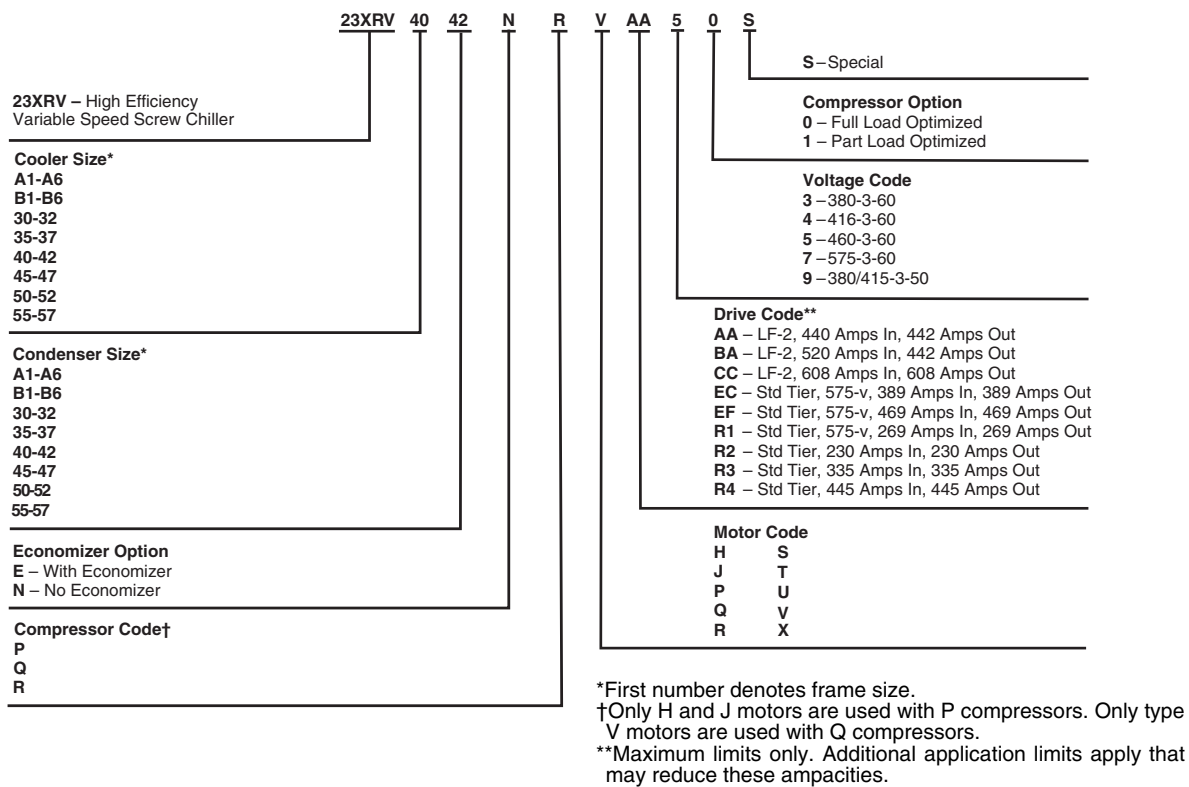 23XRV 40 42 N R V AA 5 0 S
23XRV – High Efficiency
Variable Speed Screw Chiller
Cooler Size*
A1-A6
B1-B6
30-32
35-37
40-42
45-47
50-52
55-57
Condenser Size*
A1-A6
B1-B6
30-32
35-37
40-42
45-47
50-52
55-57
Economizer Option
E – With Economizer
N – No Economizer
Compressor Code†
P
Q
R
S – Special
Compressor Option
0 – Full Load Optimized
1 – Part Load Optimized
Voltage Code
3 – 380-3-60
4 – 416-3-60
5 – 460-3-60
7 – 575-3-60
9 – 380/415-3-50
Drive Code**
AA – LF-2, 440 Amps In, 442 Amps Out
BA – LF-2, 520 Amps In, 442 Amps Out
CC – LF-2, 608 Amps In, 608 Amps Out
EC – Std Tier, 575-v, 389 Amps In, 389 Amps Out
EF – Std Tier, 575-v, 469 Amps In, 469 Amps Out
R1 – Std Tier, 575-v, 269 Amps In, 269 Amps Out
R2 – Std Tier, 230 Amps In, 230 Amps Out
R3 – Std Tier, 335 Amps In, 335 Amps Out
R4 – Std Tier, 445 Amps In, 445 Amps Out
Motor Code
H S
J T
P U
Q V
R X
*First number denotes frame size.
†Only H and J motors are used with P compressors. Only type
V motors are used with Q compressors.
**Maximum limits only. Additional application limits apply that
may reduce these ampacities.